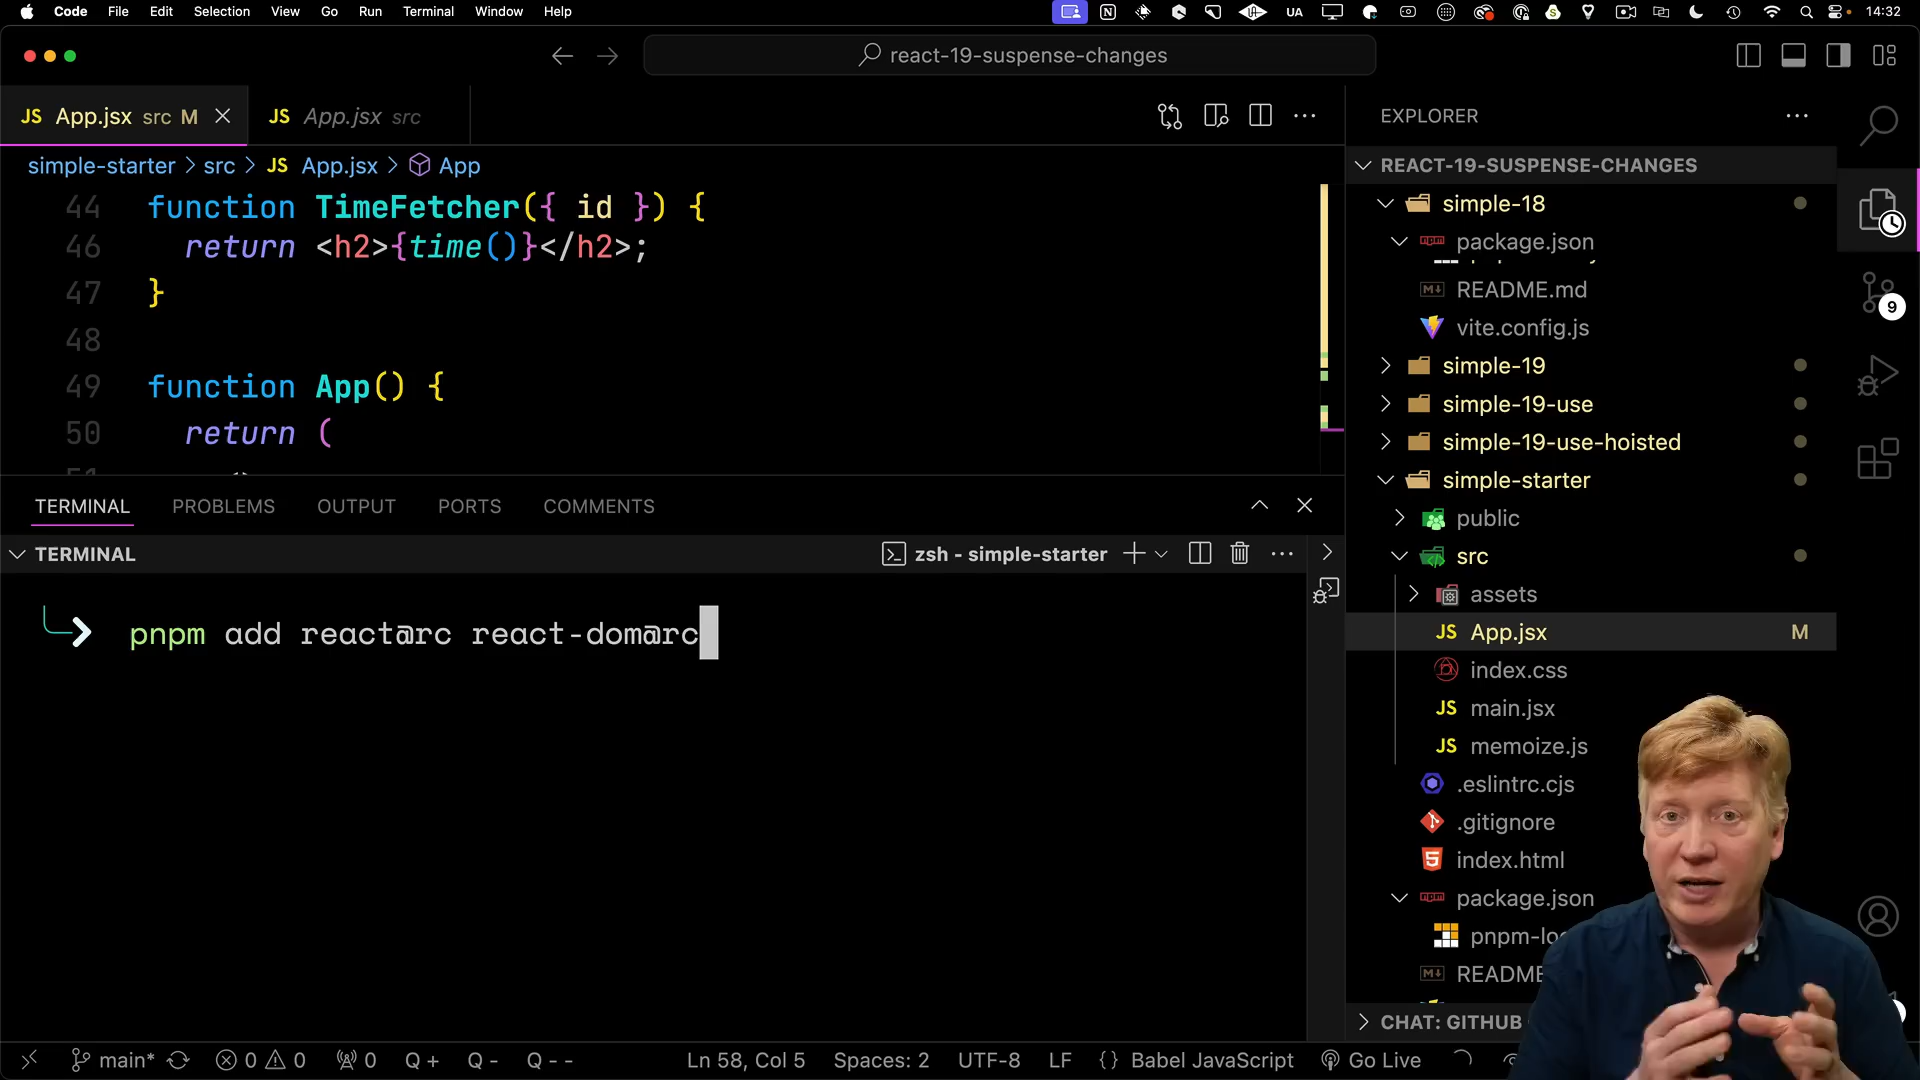 Code File Edit Selection View Go Run Terminal Window Help
UA 14:32
react-19-suspense-changes
JS App.jsx src M
JS App.jsx src
simple-starter > src > JS App.jsx > App
44 function TimeFetcher({ id }) {
46 return <h2>{time()}</h2>;
47 }
48
49 function App() {
50 return (
TERMINAL PROBLEMS OUTPUT PORTS COMMENTS
TERMINAL
zsh - simple-starter
pnpm add react@rc react-dom@rc
EXPLORER
REACT-19-SUSPENSE-CHANGES
simple-18
package.json
README.md
vite.config.js
simple-19
simple-19-use
simple-19-use-hoisted
simple-starter
public
src
assets
JS App.jsx M
index.css
JS main.jsx
JS memoize.js
.eslintrc.cjs
.gitignore
5 index.html
package.json
pnpm-lo
README
CHAT: GITHUB
9
main* 0 0 0 Q + Q - Q - - Ln 58, Col 5 Spaces: 2 UTF-8 LF {} Babel JavaScript Go Live